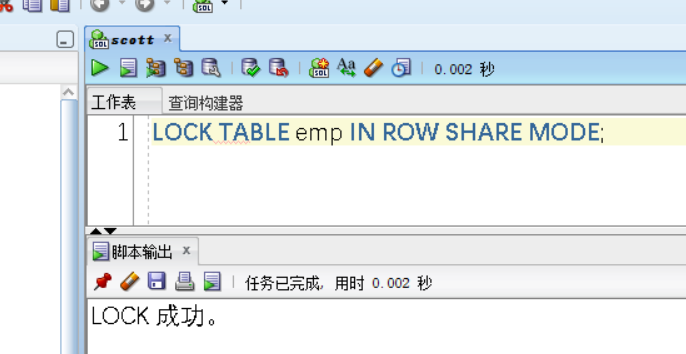 scott
0.002 秒
工作表 查询构建器
1 LOCK TABLE emp IN ROW SHARE MODE;
脚本输出
任务已完成, 用时 0.002 秒
LOCK 成功。